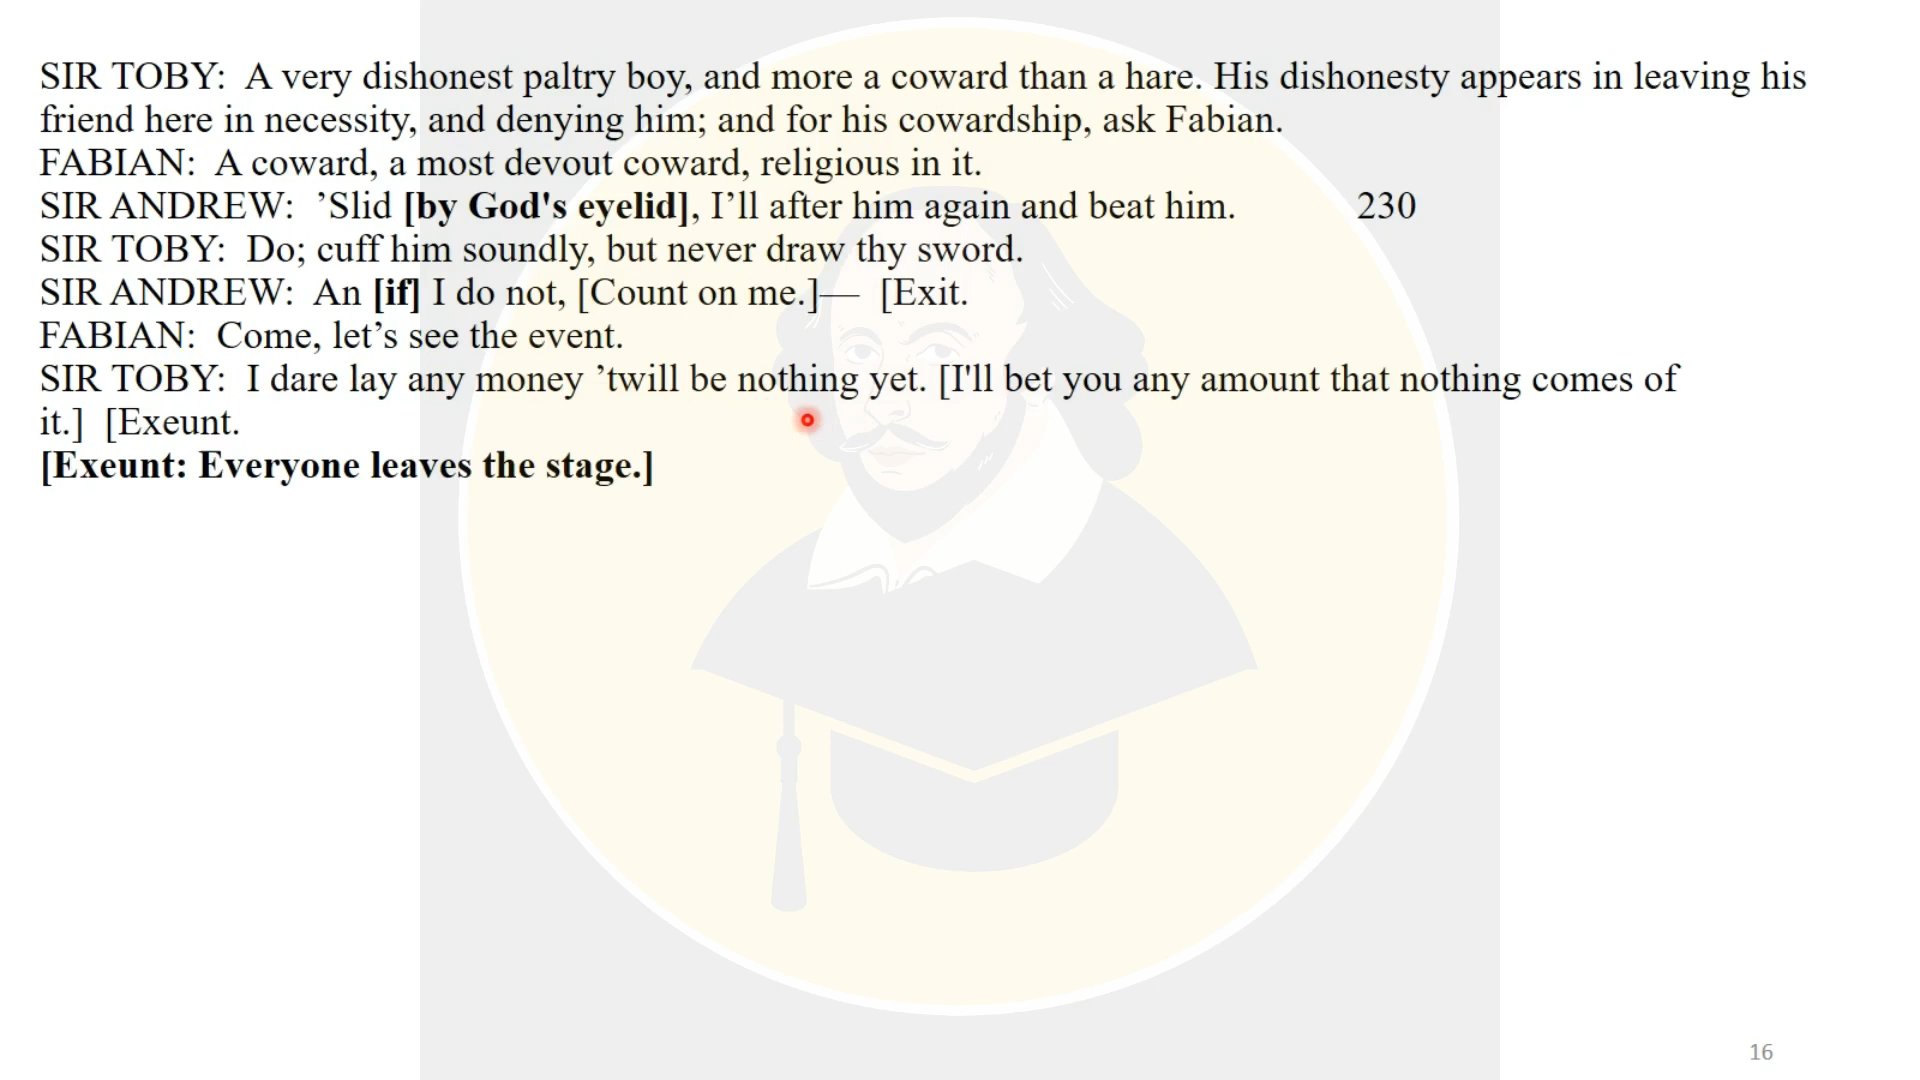 SIR TOBY:  A very dishonest paltry boy, and more a coward than a hare. His dishonesty appears in leaving his
friend here in necessity, and denying him; and for his cowardship, ask Fabian.
FABIAN:  A coward, a most devout coward, religious in it.
SIR ANDREW:  ’Slid [by God's eyelid], I’ll after him again and beat him. 230
SIR TOBY:  Do; cuff him soundly, but never draw thy sword.
SIR ANDREW:  An [if] I do not, [Count on me.]—  [Exit.
FABIAN:  Come, let’s see the event.
SIR TOBY:  I dare lay any money ’twill be nothing yet. [I'll bet you any amount that nothing comes of
it.]  [Exeunt.
[Exeunt: Everyone leaves the stage.]
16